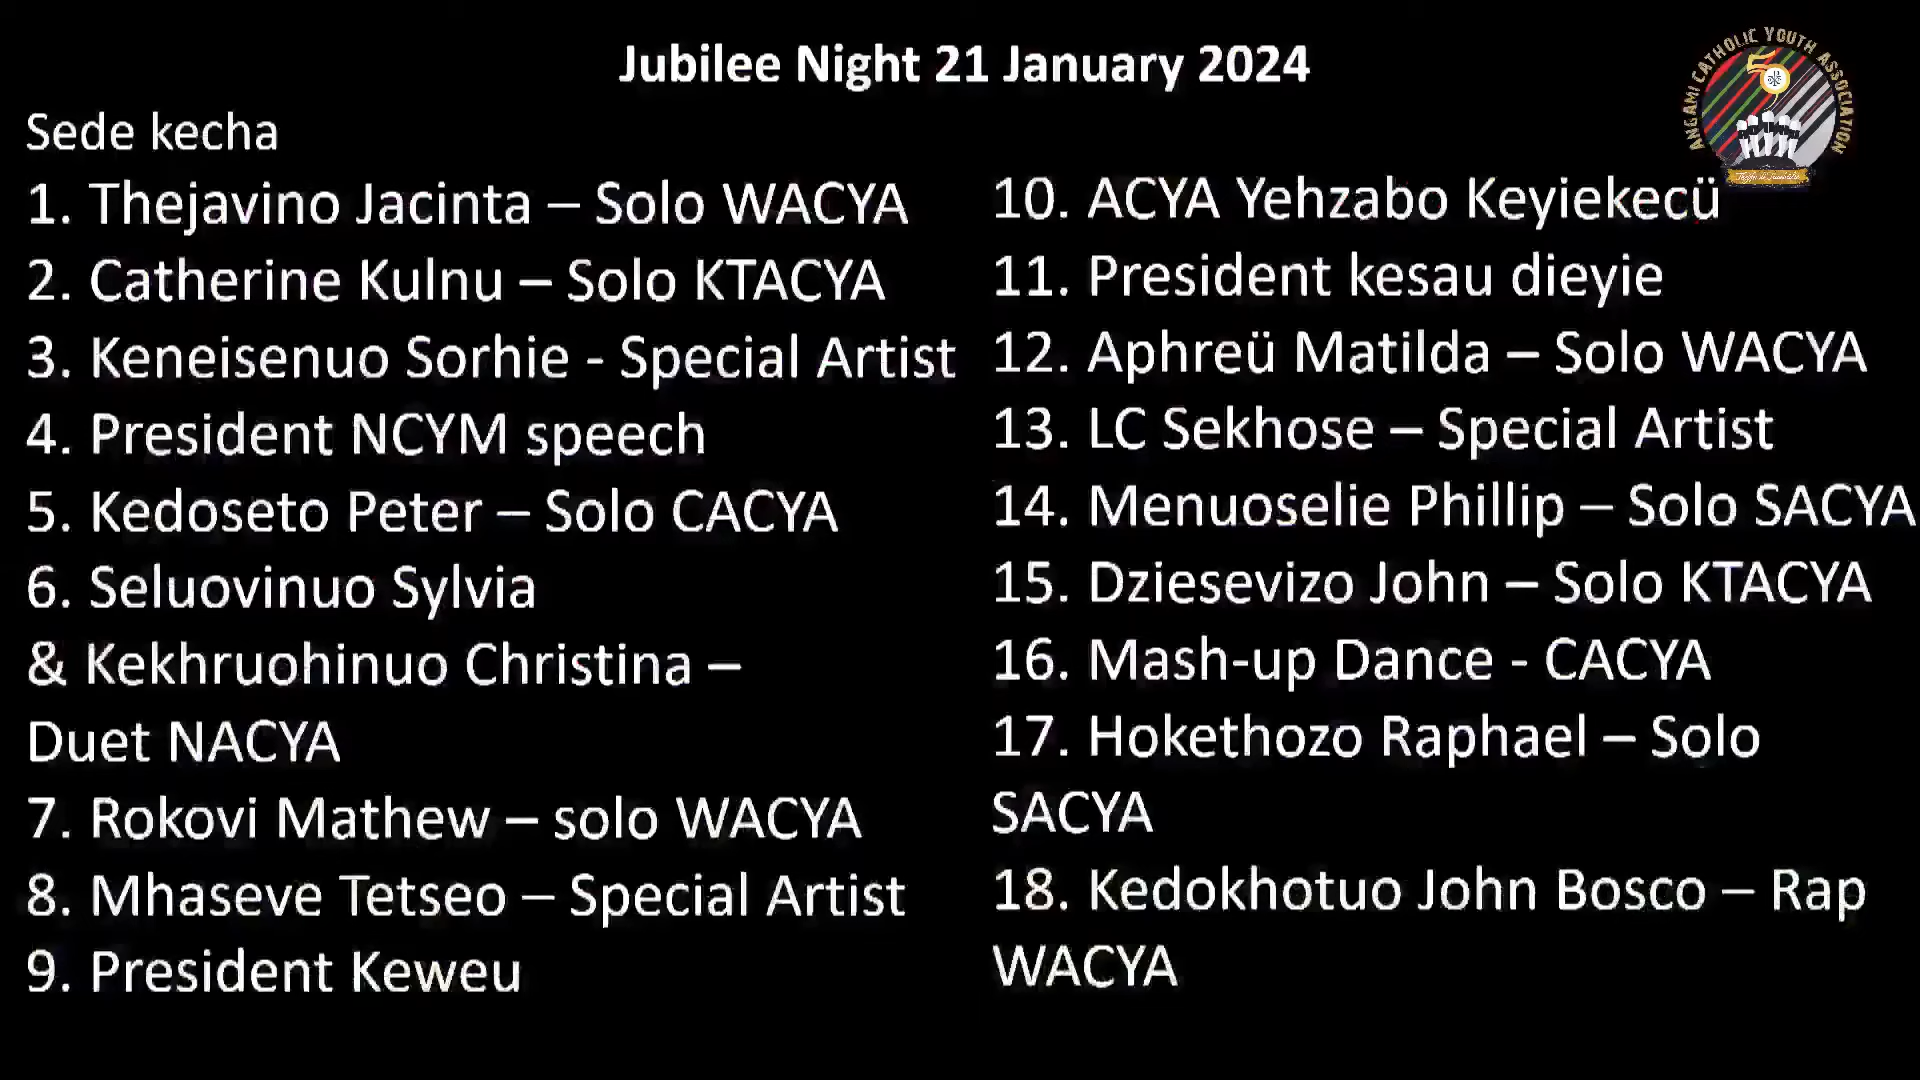 Jubilee Night 21 January 2024
ANGAMI CATHOLIC YOUTH ASSOCIATION
50
Sede kecha
1. Thejavino Jacinta – Solo WACYA
2. Catherine Kulnu – Solo KTACYA
3. Keneisenuo Sorhie - Special Artist
4. President NCYM speech
5. Kedoseto Peter – Solo CACYA
6. Seluovinuo Sylvia
& Kekhruohinuo Christina –
Duet NACYA
7. Rokovi Mathew – solo WACYA
8. Mhaseve Tetseo – Special Artist
9. President Keweu
10. ACYA Yehzabo Keyiekecü
11. President kesau dieyie
12. Aphreü Matilda – Solo WACYA
13. LC Sekhose – Special Artist
14. Menuoselie Phillip – Solo SACYA
15. Dziesevizo John – Solo KTACYA
16. Mash-up Dance - CACYA
17. Hokethozo Raphael – Solo
SACYA
18. Kedokhotuo John Bosco – Rap
WACYA